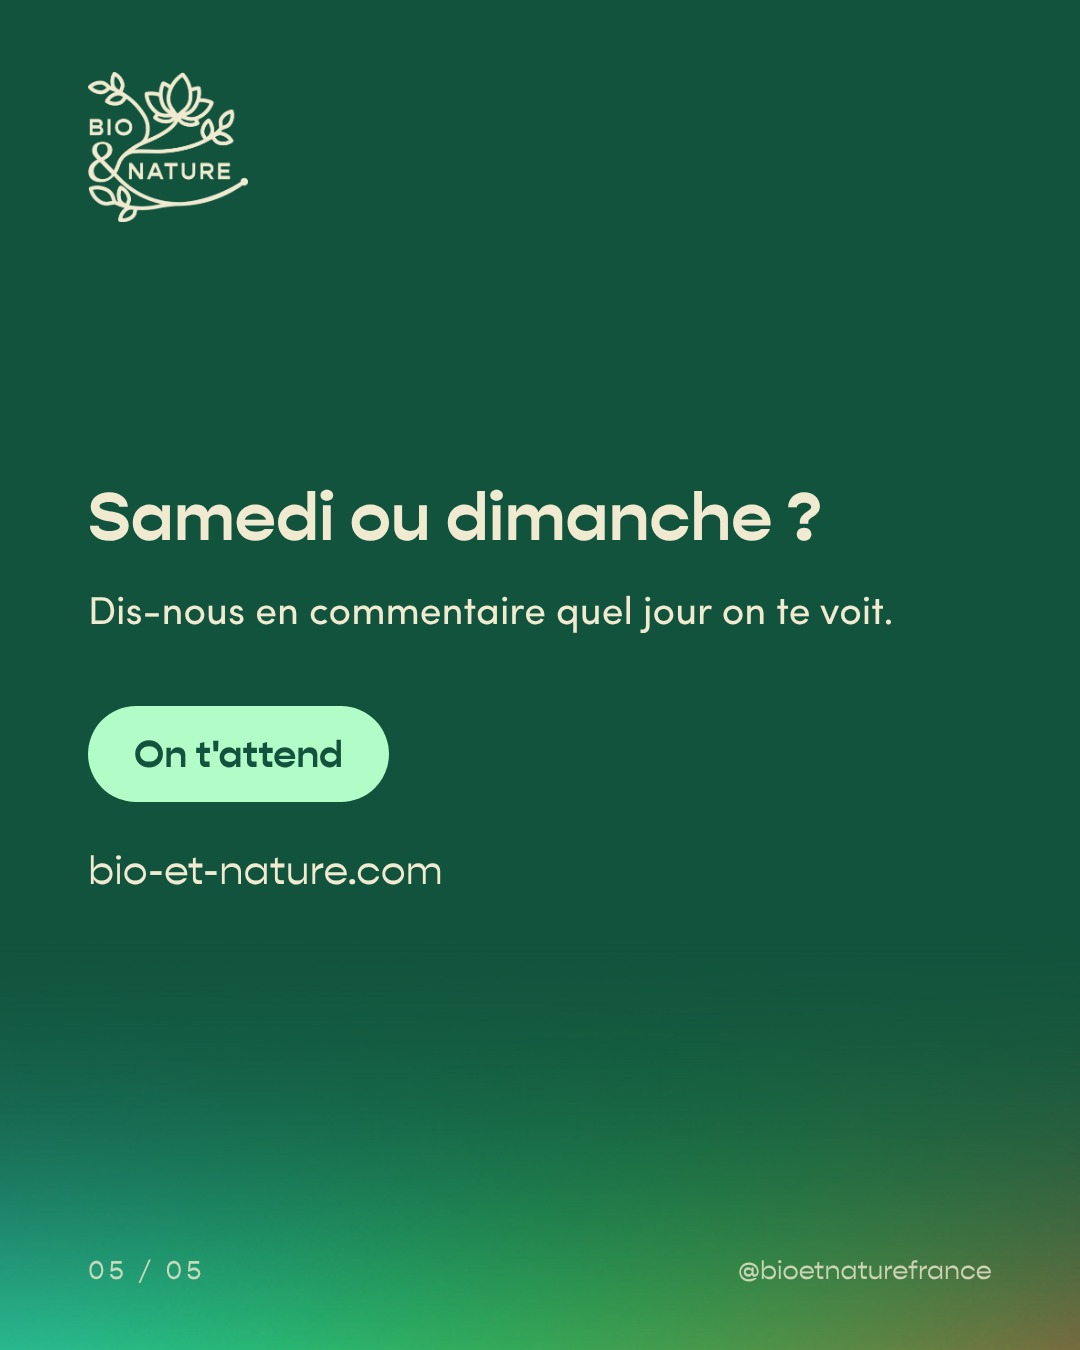 BIO
& NATURE
Samedi ou dimanche ?
Dis-nous en commentaire quel jour on te voit.
On t'attend
bio-et-nature.com
05 / 05
@bioetnaturefrance